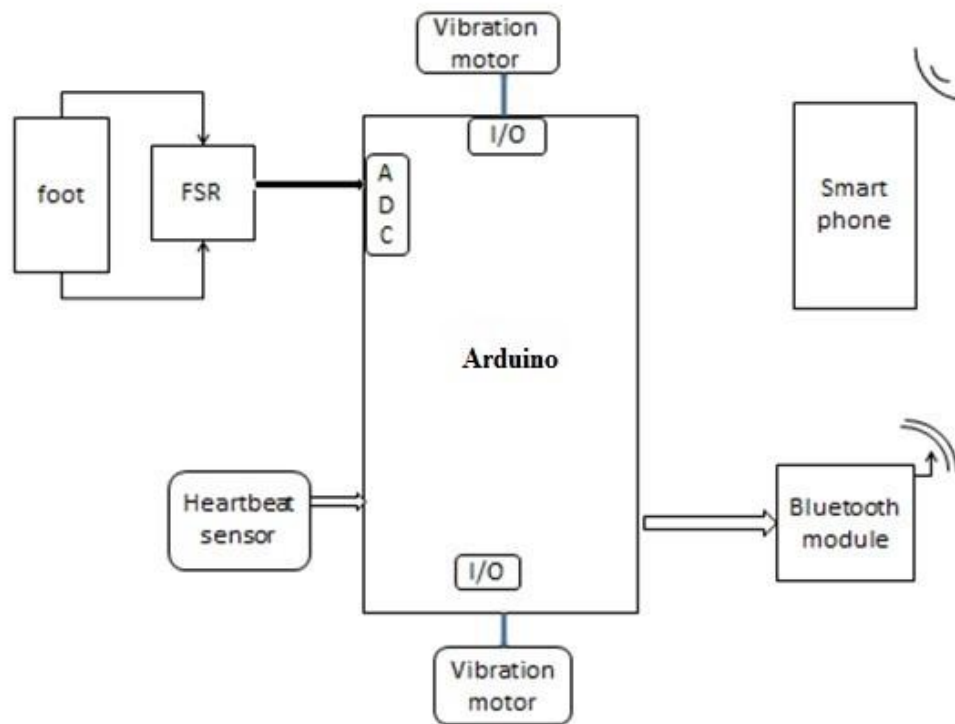 Vibration
motor
I/O
foot
FSR
A
D
C
Smart
phone
Arduino
Heartbeat
sensor
Bluetooth
module
I/O
Vibration
motor